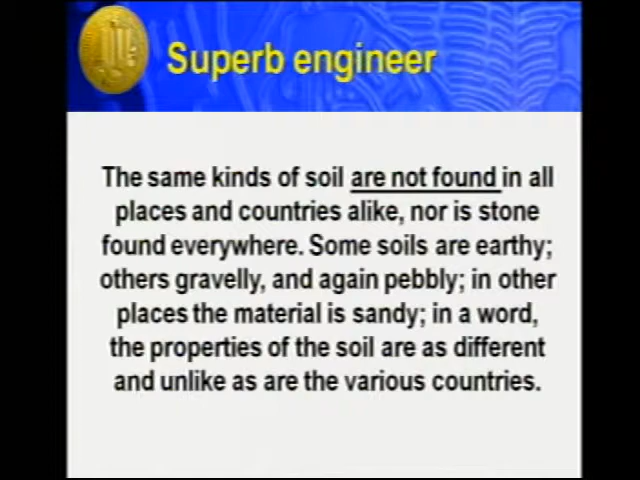 Superb engineer
The same kinds of soil are not found in all
places and countries alike, nor is stone
found everywhere. Some soils are earthy;
others gravelly, and again pebbly; in other
places the material is sandy; in a word,
the properties of the soil are as different
and unlike as are the various countries.